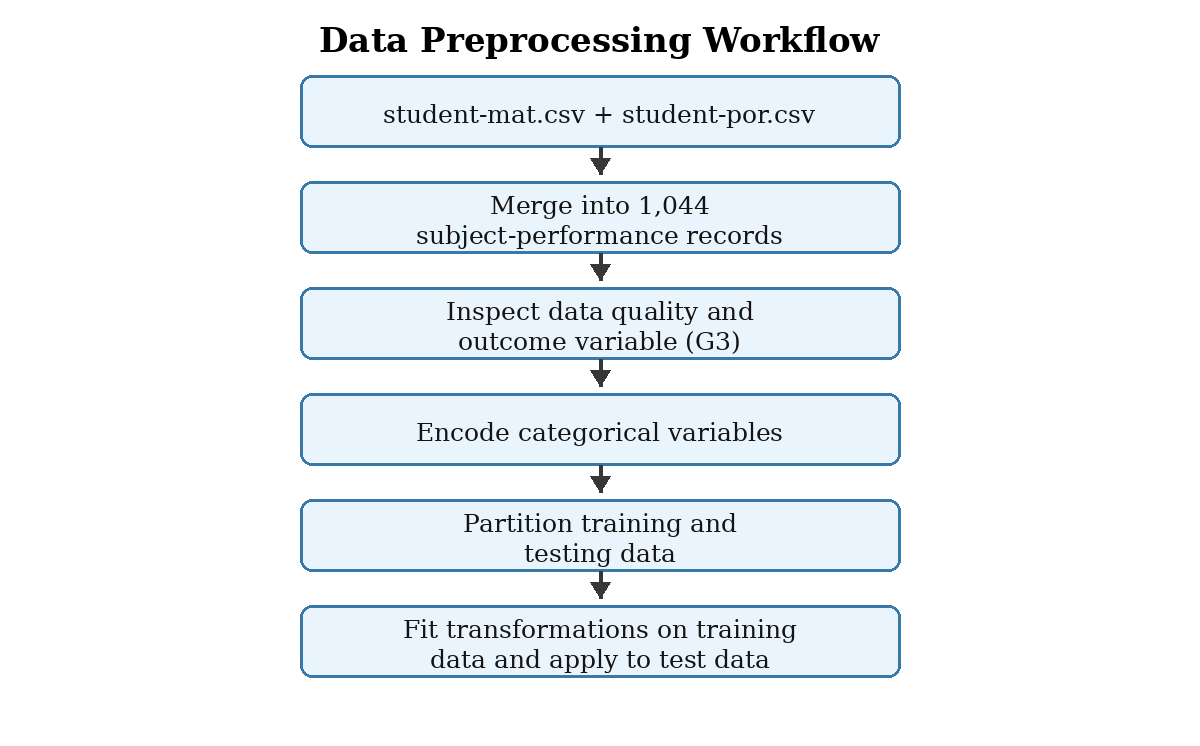 Data Preprocessing Workflow
student-mat.csv + student-por.csv
Merge into 1,044
subject-performance records
Inspect data quality and
outcome variable (G3)
Encode categorical variables
Partition training and
testing data
Fit transformations on training
data and apply to test data